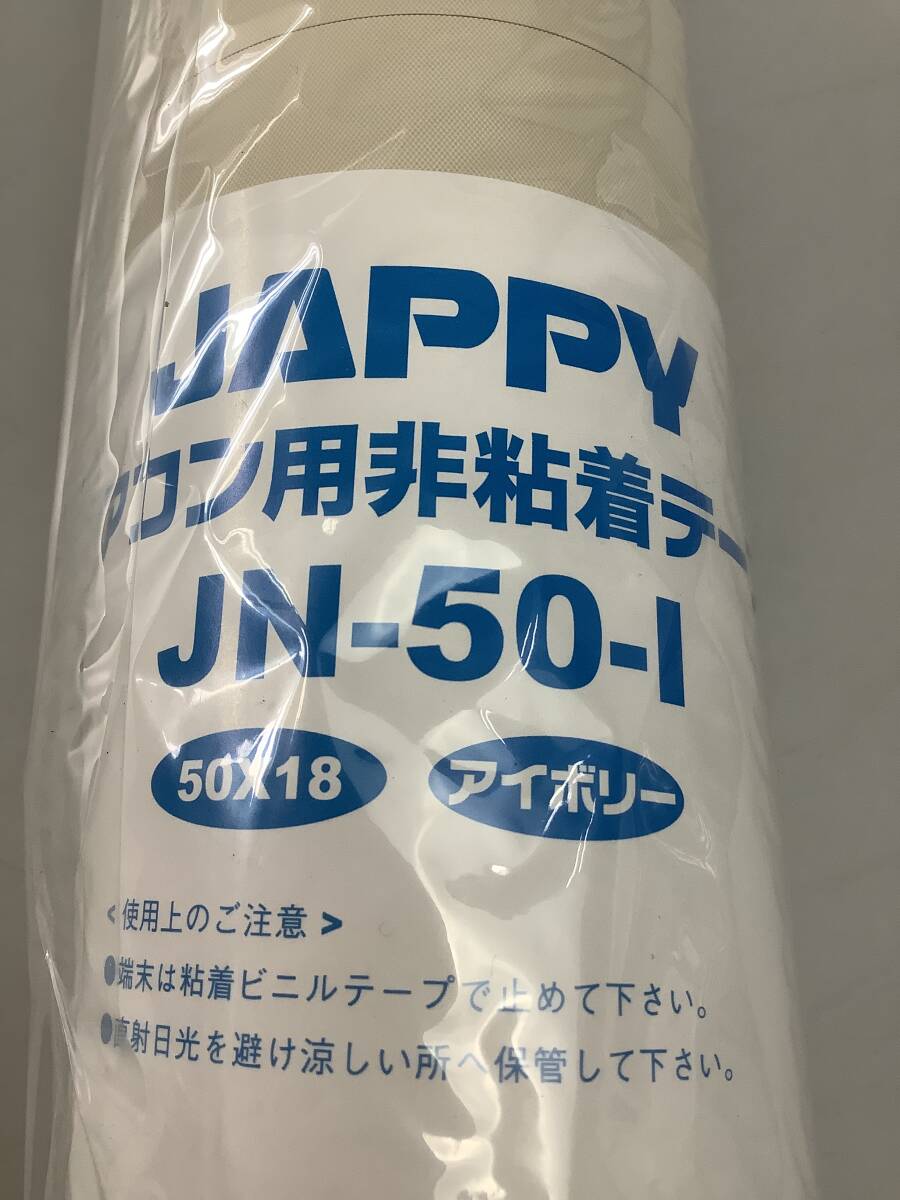 JAPPY
アコン用非粘着テー
JN-50-I
50X18
アイボリー
<使用上のご注意>
●端末は粘着ビニルテープで止めて下さい。
●直射日光を避け涼しい所へ保管して下さい。